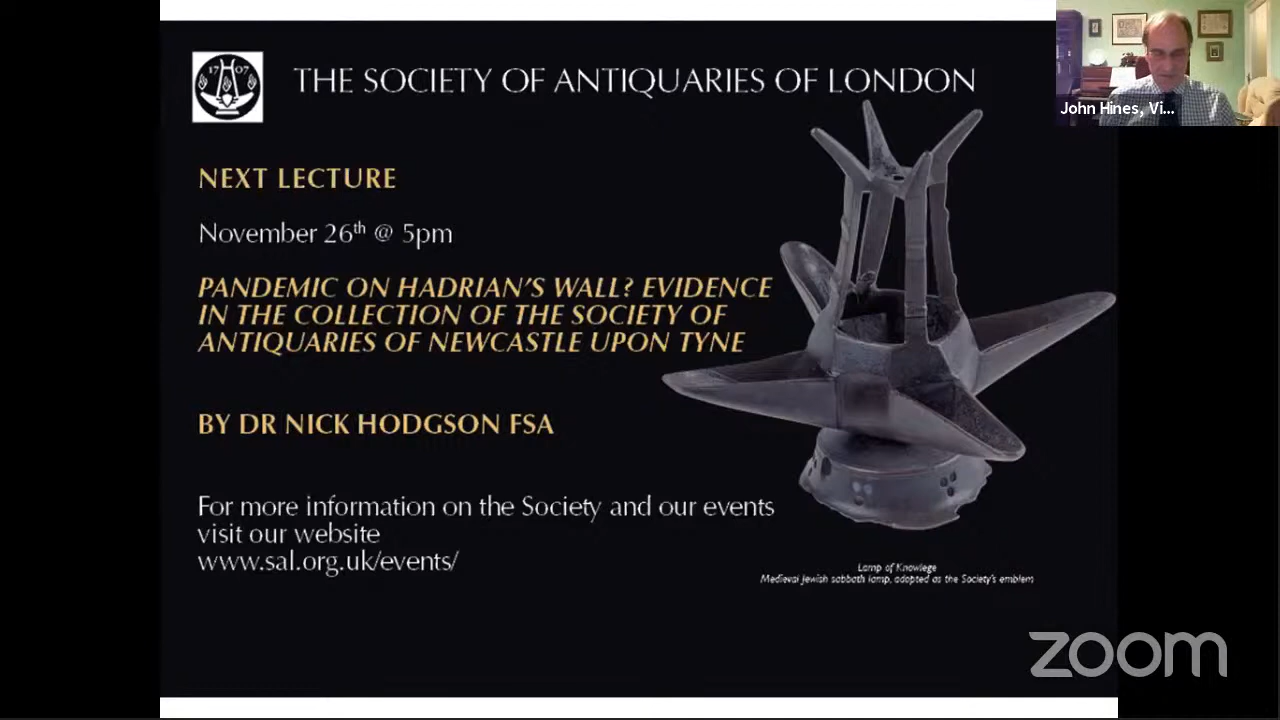 1707
THE SOCIETY OF ANTIQUARIES OF LONDON
John Hines, Vi...
NEXT LECTURE
November 26th @ 5pm
PANDEMIC ON HADRIAN'S WALL? EVIDENCE
IN THE COLLECTION OF THE SOCIETY OF
ANTIQUARIES OF NEWCASTLE UPON TYNE
BY DR NICK HODGSON FSA
For more information on the Society and our events
visit our website
www.sal.org.uk/events/
Lamp of Knowlege
Medieval Jewish sabbath lamp, adopted as the Society's emblem
zoom